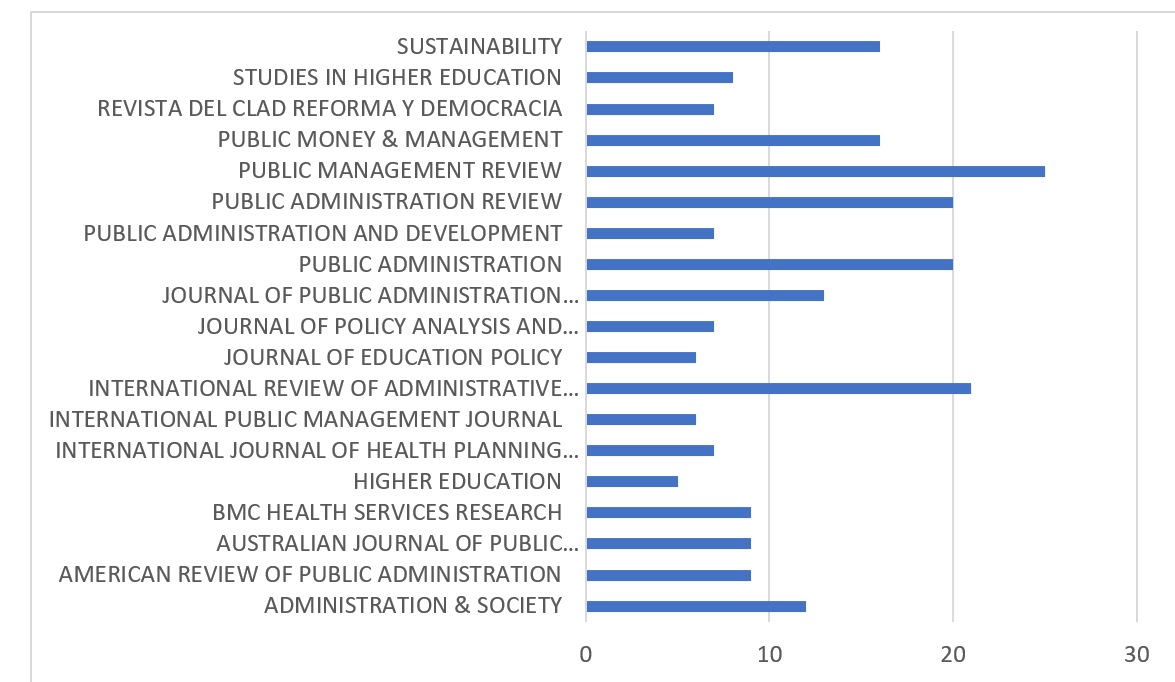 SUSTAINABILITY
STUDIES IN HIGHER EDUCATION
REVISTA DEL CLAD REFORMA Y DEMOCRACIA
PUBLIC MONEY & MANAGEMENT
PUBLIC MANAGEMENT REVIEW
PUBLIC ADMINISTRATION REVIEW
PUBLIC ADMINISTRATION AND DEVELOPMENT
PUBLIC ADMINISTRATION
JOURNAL OF PUBLIC ADMINISTRATION…
JOURNAL OF POLICY ANALYSIS AND…
JOURNAL OF EDUCATION POLICY
INTERNATIONAL REVIEW OF ADMINISTRATIVE…
INTERNATIONAL PUBLIC MANAGEMENT JOURNAL
INTERNATIONAL JOURNAL OF HEALTH PLANNING…
HIGHER EDUCATION
BMC HEALTH SERVICES RESEARCH
AUSTRALIAN JOURNAL OF PUBLIC…
AMERICAN REVIEW OF PUBLIC ADMINISTRATION
ADMINISTRATION & SOCIETY
0 10 20 30